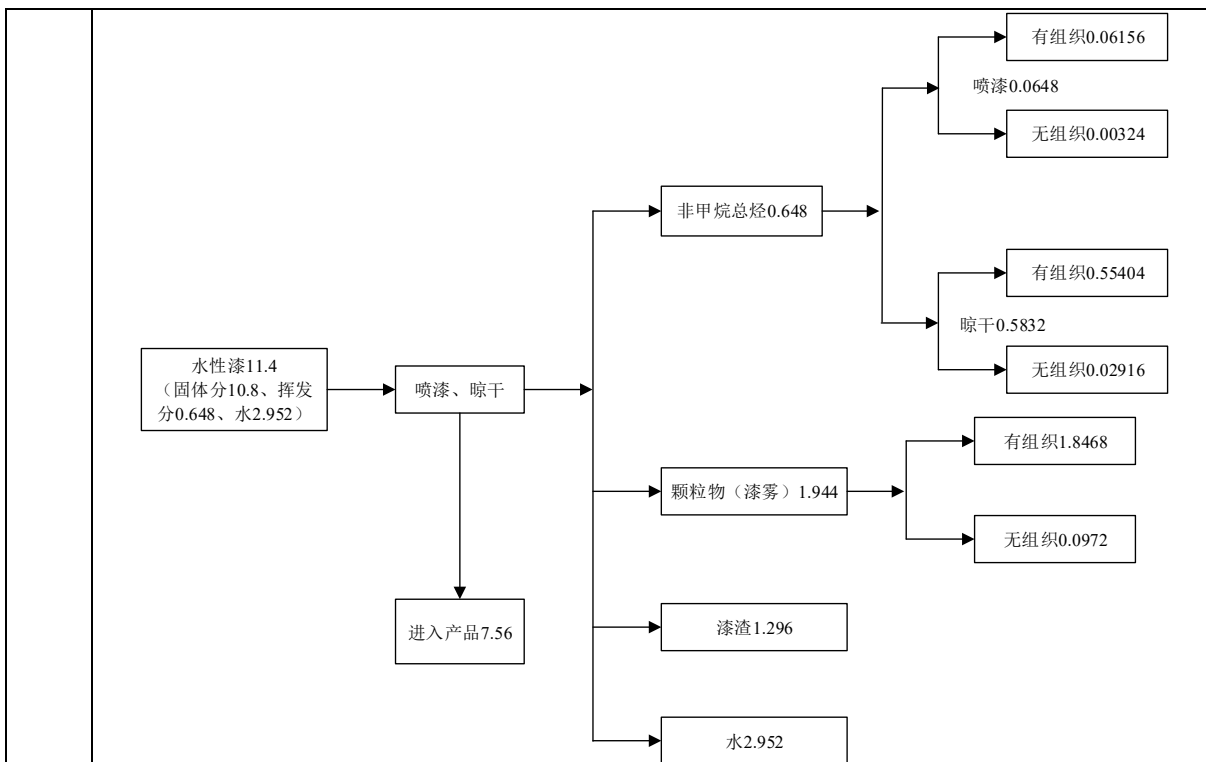 有组织0.06156
喷漆0.0648
无组织0.00324
非甲烷总烃0.648
有组织0.55404
晾干0.5832
无组织0.02916
水性漆11.4
（固体分10.8、挥发
分0.648、水2.952）
喷漆、晾干
有组织1.8468
颗粒物（漆雾）1.944
无组织0.0972
进入产品7.56
漆渣1.296
水2.952